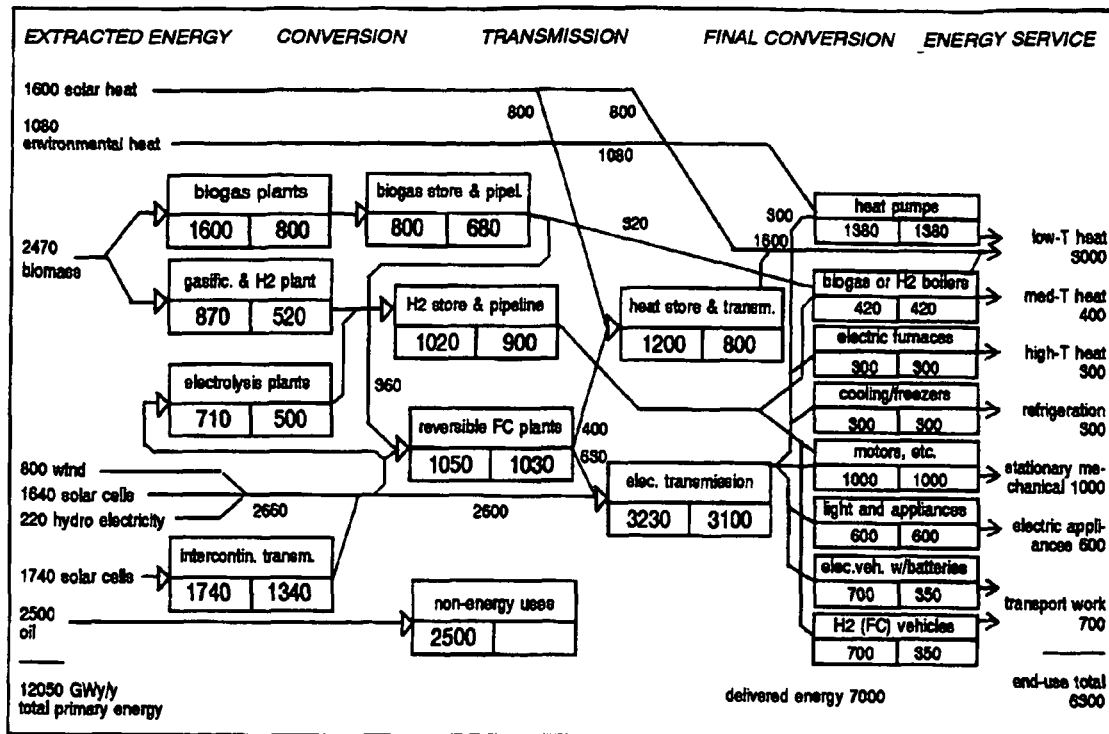 EXTRACTED ENERGY CONVERSION TRANSMISSION FINAL CONVERSION ENERGY SERVICE
1600 solar heat
800
800
1080
environmental heat
1080
biogas plants
1600 800
biogas store & pipel.
800 680
320
300
1600
heat pumps
1380 1380
low-T heat
3000
2470
biomass
gasific. & H2 plant
870 520
H2 store & pipeline
1020 900
heat store & transm.
1200 800
biogas or H2 boilers
420 420
med-T heat
400
electric furnaces
300 300
high-T heat
300
electrolysis plants
710 500
360
cooling/freezers
300 300
refrigeration
300
reversible FC plants
1050 1030
400
630
motors, etc.
1000 1000
stationary me-
chanical 1000
800 wind
1640 solar cells
220 hydro electricity
2660
2600
elec. transmission
3230 3100
light and appliances
600 600
electric appli-
ances 600
intercontin. transm.
1740 1340
1740 solar cells
elec.veh. w/batteries
700 350
transport work
700
2500
oil
non-energy uses
2500
H2 (FC) vehicles
700 350
12050 GWy/y
total primary energy
delivered energy 7000
end-use total
6300